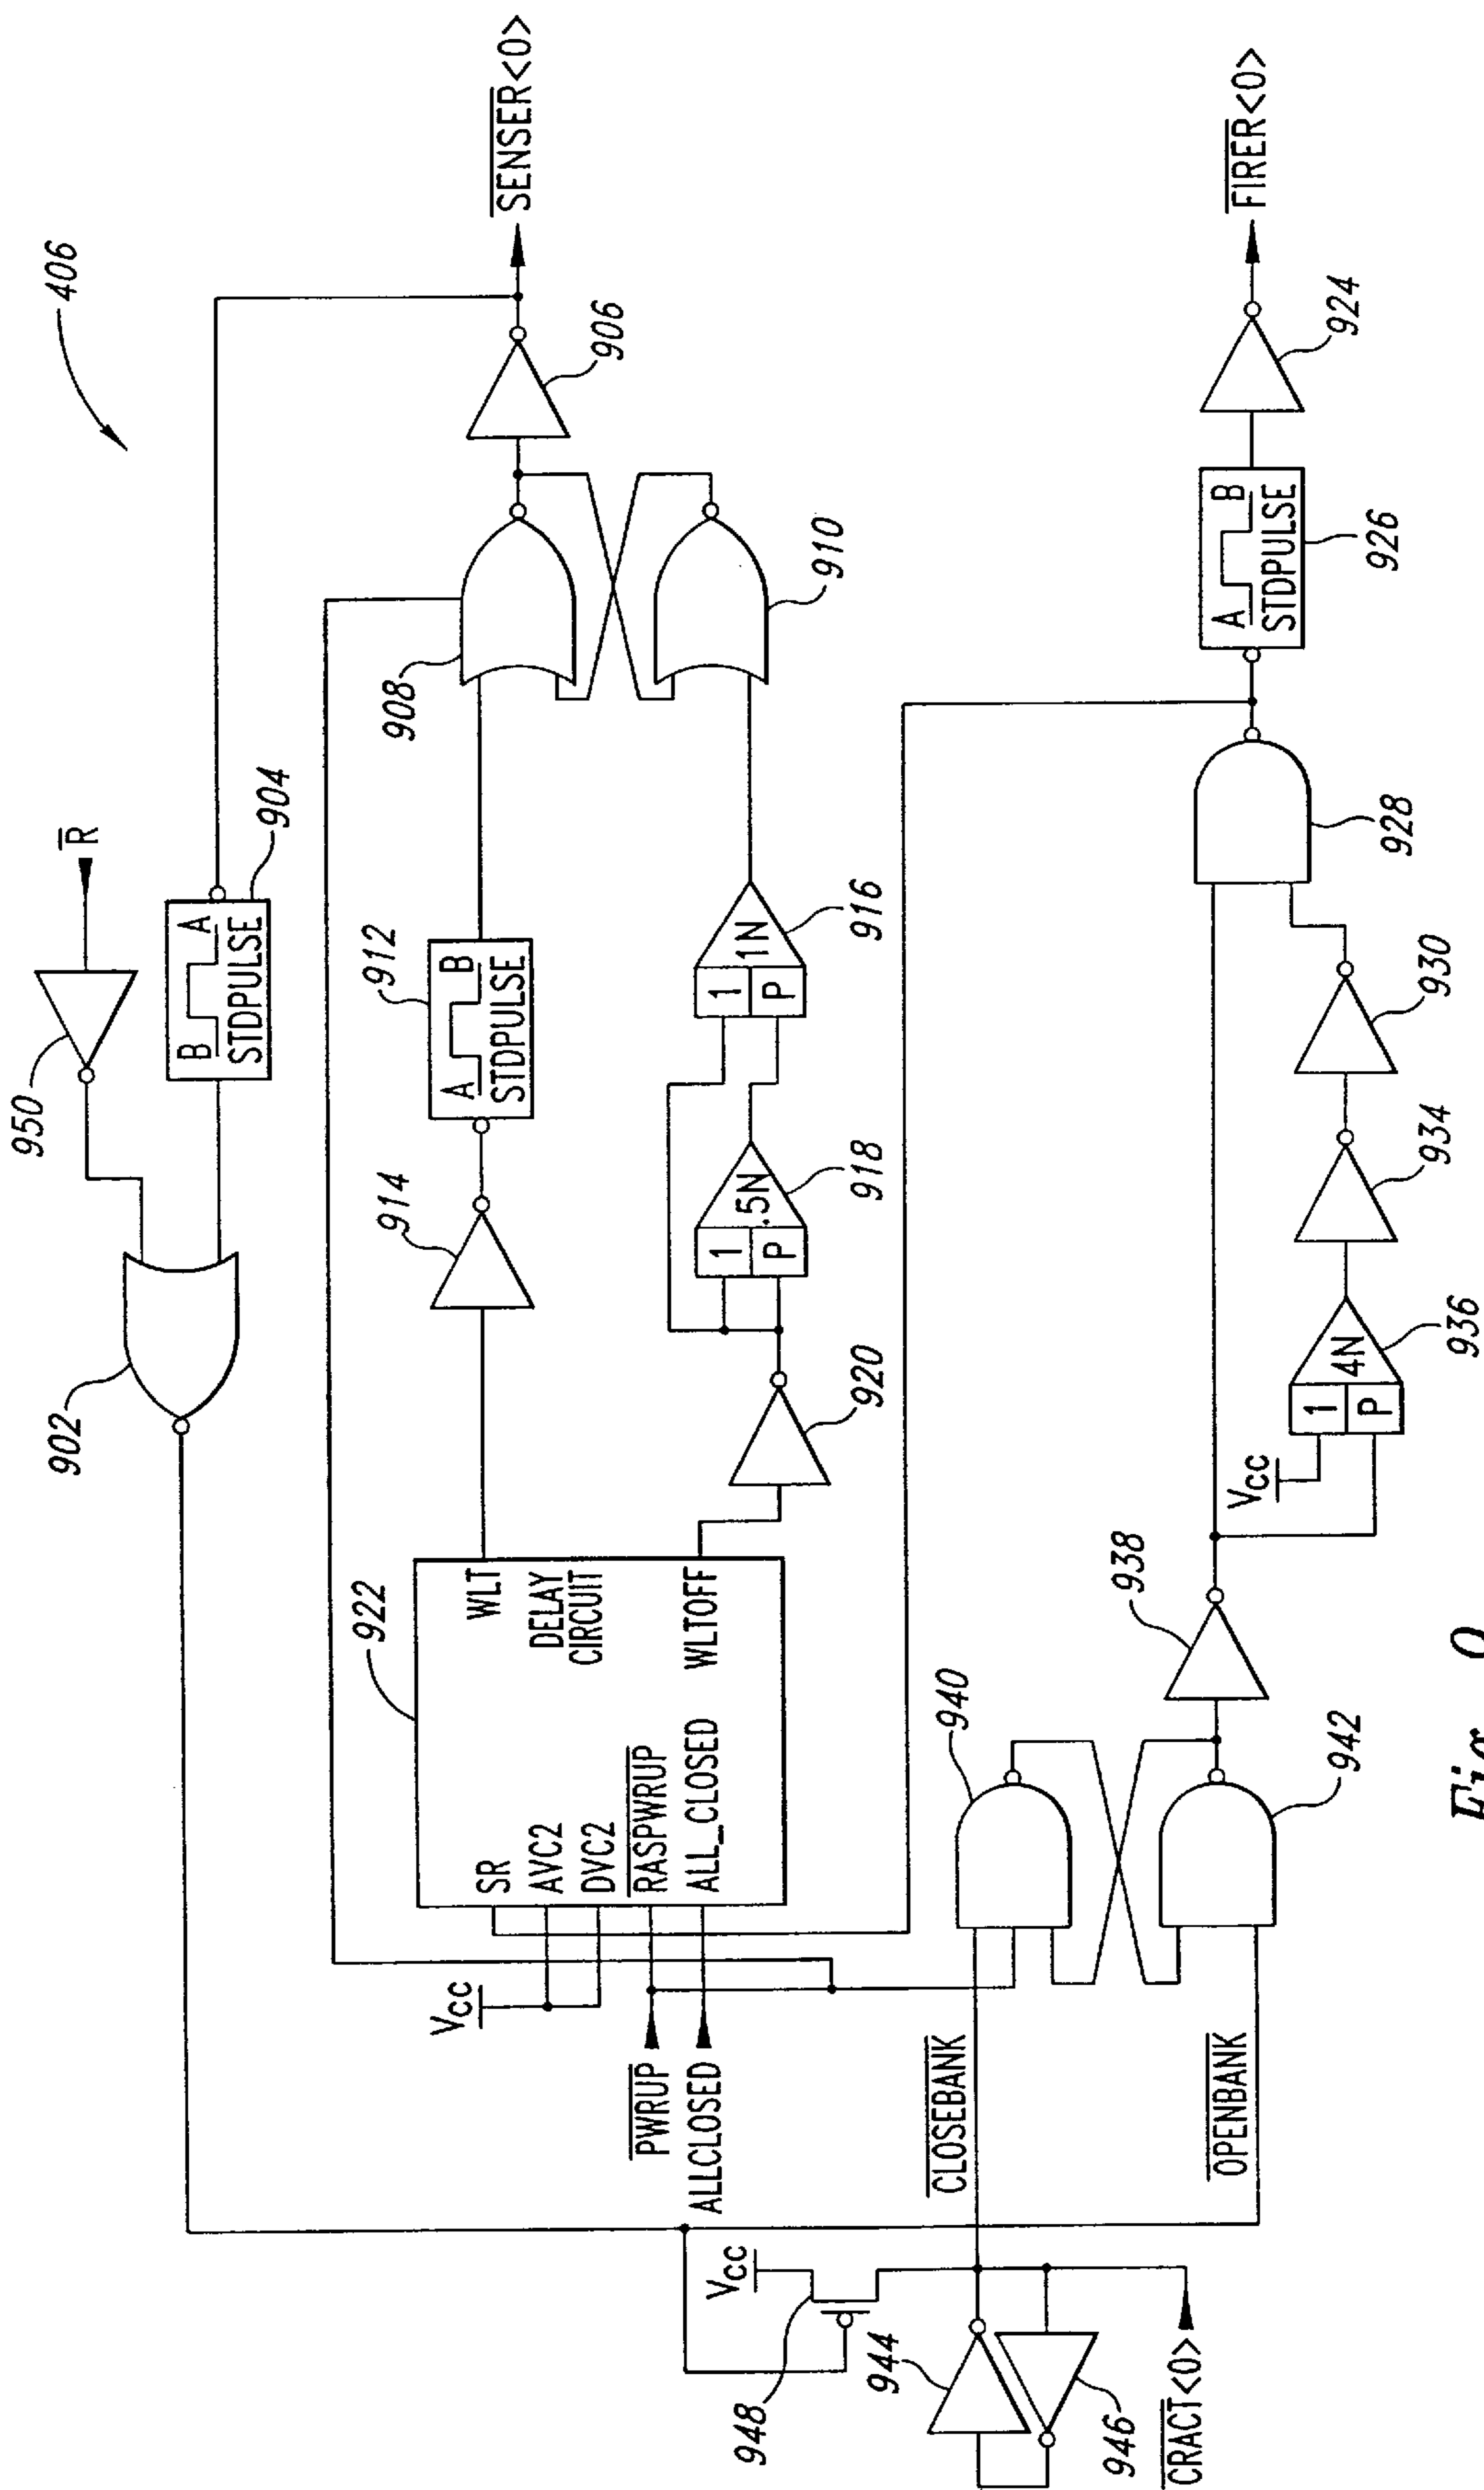 406
R
950
902
904
B A
STDPULSE
SENSER<0>
906
908
910
912
A B
STDPULSE
914
916
1
P
1N
918
1
P
.5N
920
922
SR
AVC2
DVC2
RASPWRUP
ALL_CLOSED
WLT
DELAY
CIRCUIT
WLTOFF
Vcc
PWRUP
ALLCLOSED
CLOSEBANK
OPENBANK
940
942
938
Vcc
1
P
4N
936
934
930
928
A B
STDPULSE
926
924
FIRER<0>
Vcc
948
944
946
CRACT<0>
Fig. 9